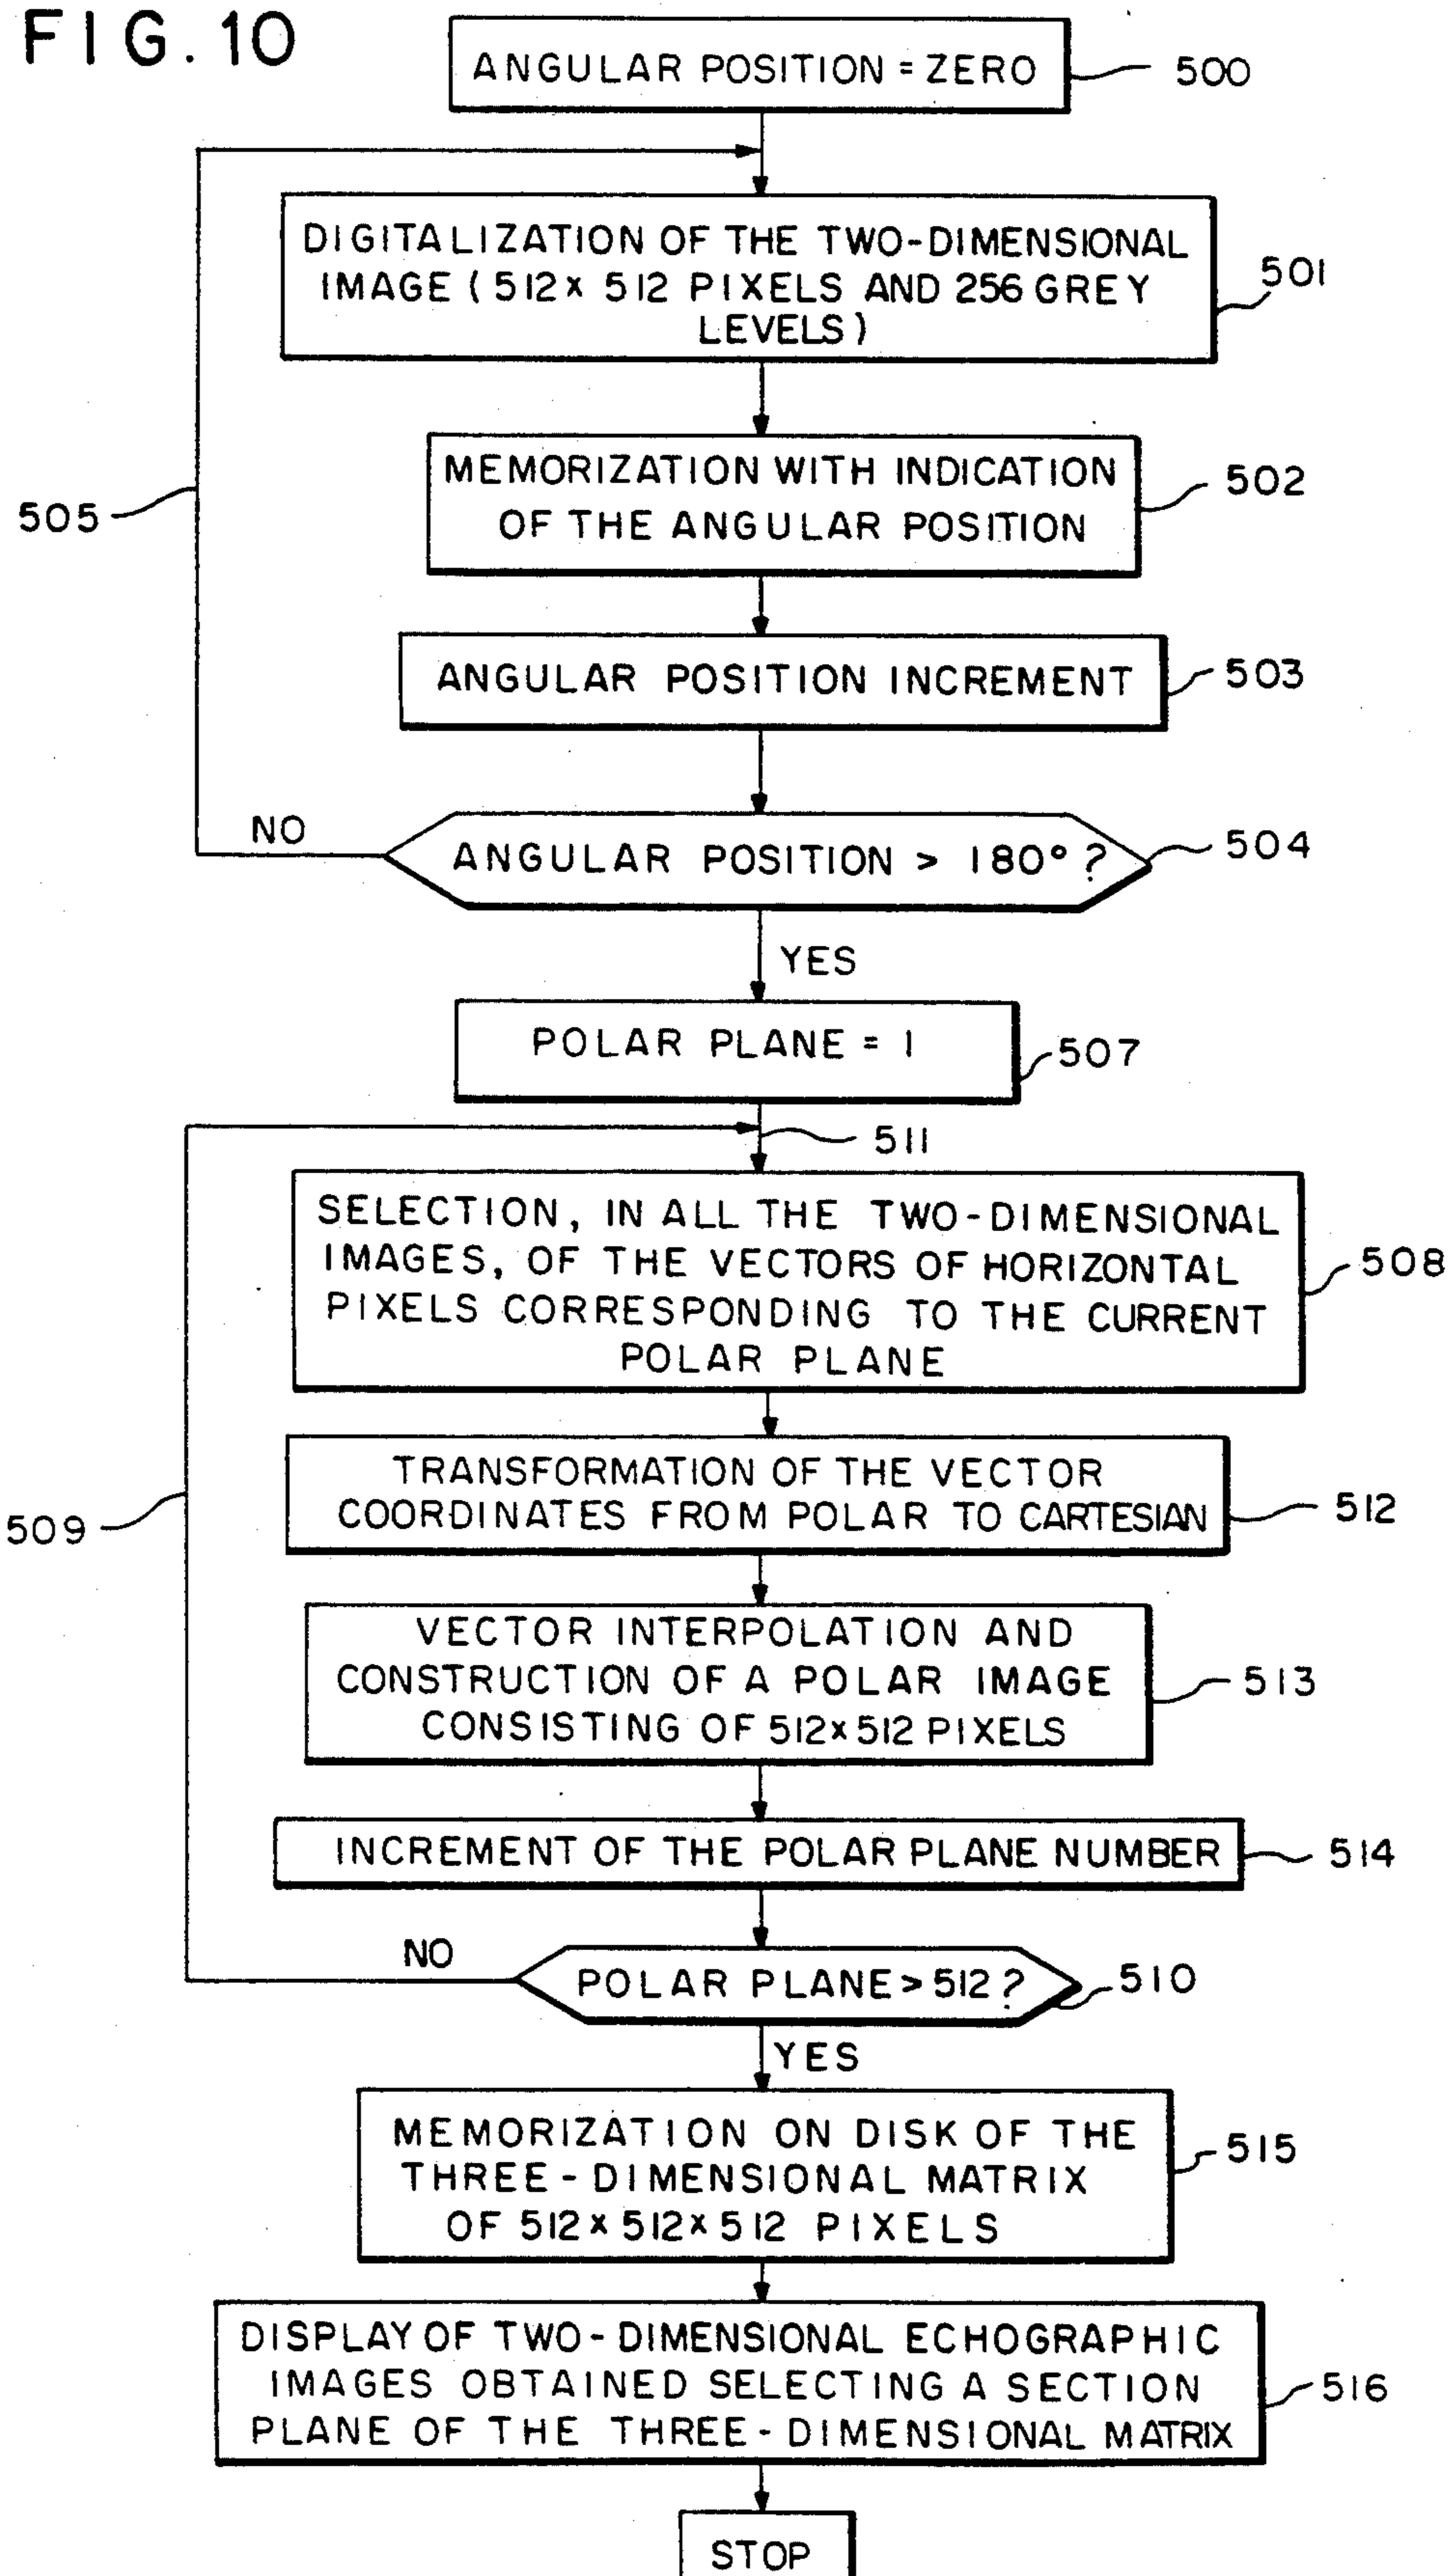 FIG. 10
ANGULAR POSITION = ZERO
500
DIGITALIZATION OF THE TWO-DIMENSIONAL
IMAGE ( 512 x 512 PIXELS AND 256 GREY
LEVELS )
501
MEMORIZATION WITH INDICATION
OF THE ANGULAR POSITION
502
505
ANGULAR POSITION INCREMENT
503
NO
ANGULAR POSITION > 180° ?
504
YES
POLAR PLANE = 1
507
511
SELECTION, IN ALL THE TWO-DIMENSIONAL
IMAGES, OF THE VECTORS OF HORIZONTAL
PIXELS CORRESPONDING TO THE CURRENT
POLAR PLANE
508
TRANSFORMATION OF THE VECTOR
COORDINATES FROM POLAR TO CARTESIAN
512
509
VECTOR INTERPOLATION AND
CONSTRUCTION OF A POLAR IMAGE
CONSISTING OF 512x512 PIXELS
513
INCREMENT OF THE POLAR PLANE NUMBER
514
NO
POLAR PLANE > 512 ?
510
YES
MEMORIZATION ON DISK OF THE
THREE-DIMENSIONAL MATRIX
OF 512x512x512 PIXELS
515
DISPLAY OF TWO-DIMENSIONAL ECHOGRAPHIC
IMAGES OBTAINED SELECTING A SECTION
PLANE OF THE THREE-DIMENSIONAL MATRIX
516
STOP